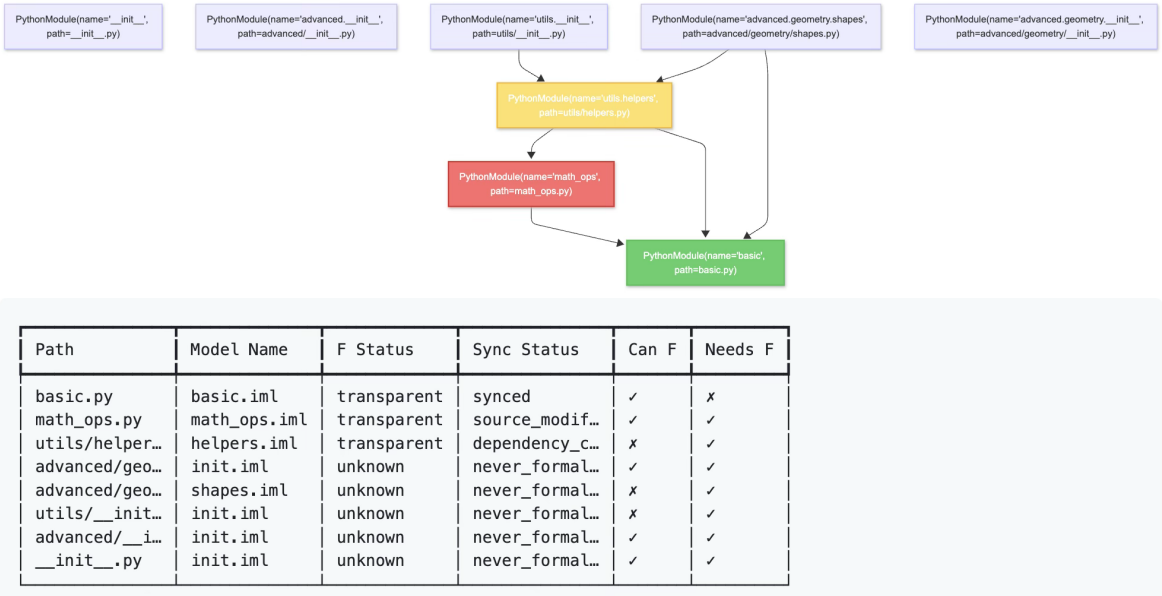 PythonModule(name='__init__',
path=__init__.py)
PythonModule(name='advanced.__init__',
path=advanced/__init__.py)
PythonModule(name='utils.__init__',
path=utils/__init__.py)
PythonModule(name='advanced.geometry.shapes',
path=advanced/geometry/shapes.py)
PythonModule(name='advanced.geometry.__init__',
path=advanced/geometry/__init__.py)
PythonModule(name='utils.helpers',
path=utils/helpers.py)
PythonModule(name='math_ops',
path=math_ops.py)
PythonModule(name='basic',
path=basic.py)
Path Model Name F Status Sync Status Can F Needs F
basic.py basic.iml transparent synced ✓ ✗
math_ops.py math_ops.iml transparent source_modif… ✓ ✓
utils/helper… helpers.iml transparent dependency_c… ✗ ✓
advanced/geo… init.iml unknown never_formal… ✓ ✓
advanced/geo… shapes.iml unknown never_formal… ✗ ✓
utils/__init… init.iml unknown never_formal… ✗ ✓
advanced/__i… init.iml unknown never_formal… ✓ ✓
__init__.py init.iml unknown never_formal… ✓ ✓